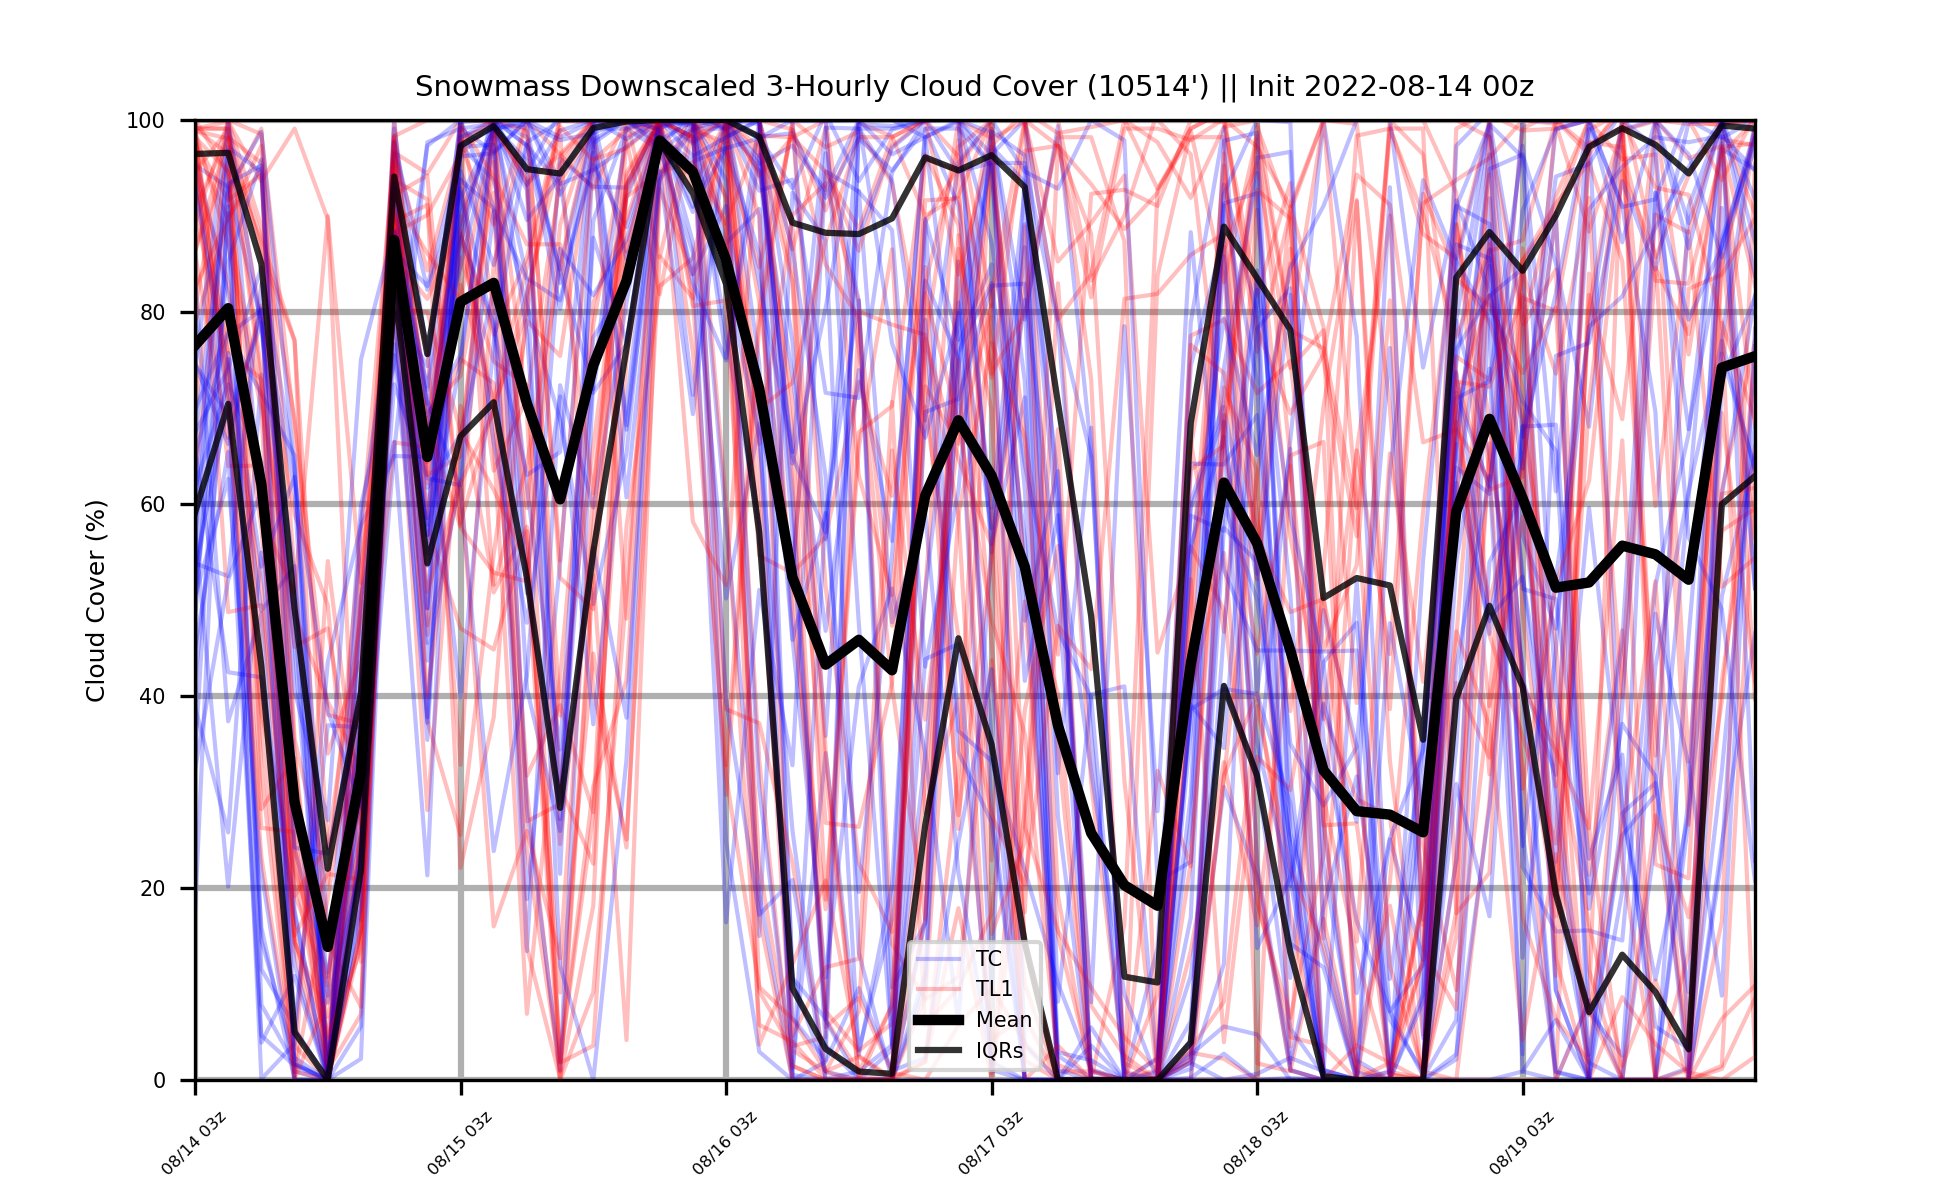 Snowmass Downscaled 3-Hourly Cloud Cover (10514') || Init 2022-08-14 00z
Cloud Cover (%)
100
80
60
40
20
0
TC
TL1
Mean
IQRs
08/14 03z
08/15 03z
08/16 03z
08/17 03z
08/18 03z
08/19 03z